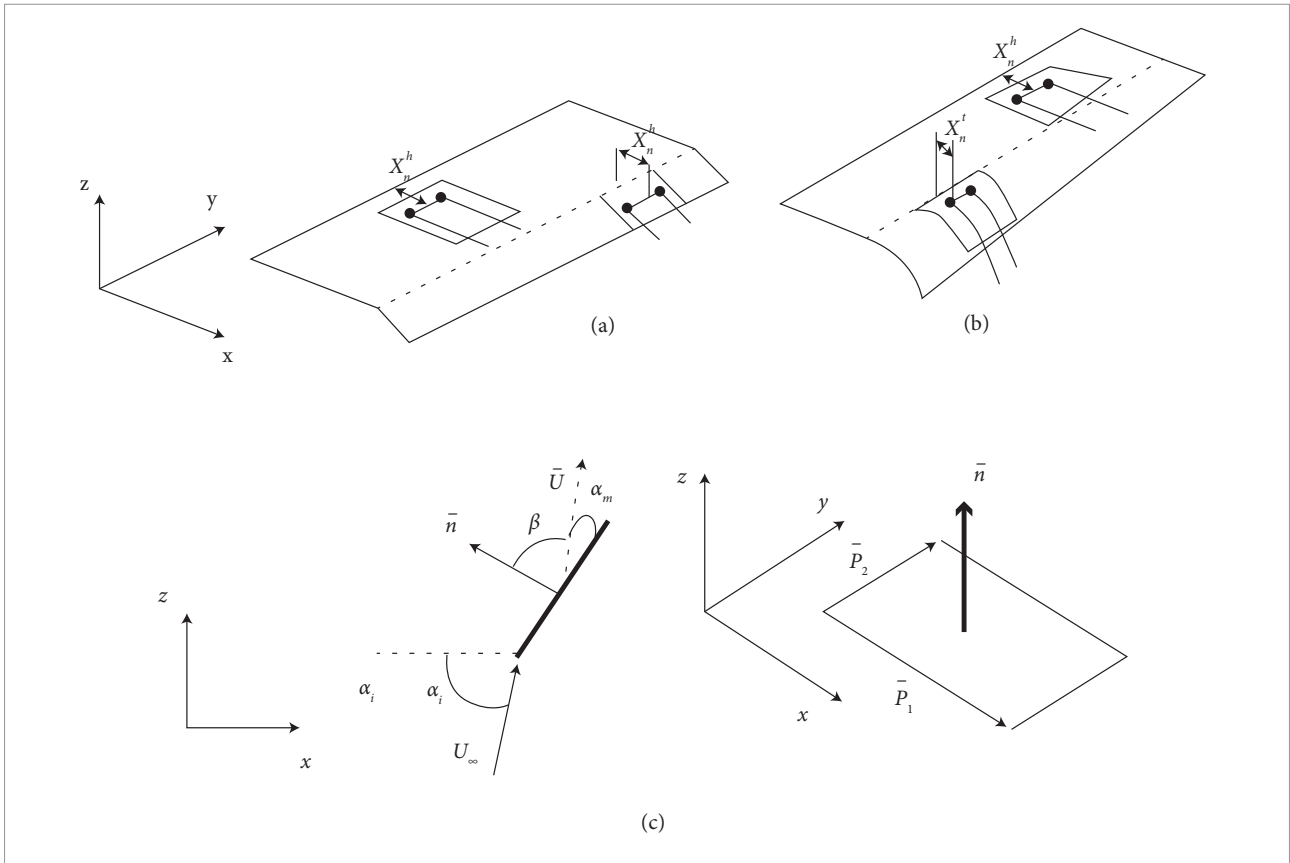 z
y
x
X_n^h
X_n^h
(a)
X_n^h
X_n^t
(b)
z
x
α_i
α_i
U_∞
n̄
β
Ū
α_m
z
y
x
P̄_2
P̄_1
n̄
(c)